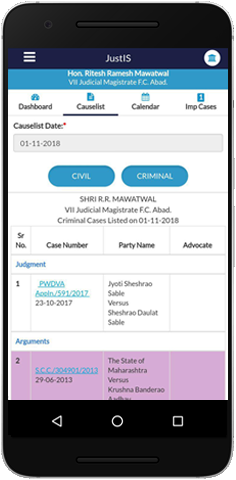 JustIS
Hon. Ritesh Ramesh Mawatwal
VII Judicial Magistrate F.C. Abad.
Dashboard Causelist Calendar Imp Cases
Causelist Date:*
01-11-2018
CIVIL CRIMINAL
SHRI R.R. MAWATWAL
VII Judicial Magistrate F.C. Abad.
Criminal Cases Listed on 01-11-2018
Sr No. Case Number Party Name Advocate
Judgment
1 PWDVA Jyoti Sheshrao
Appln./591/2017 Sable
23-10-2017 Versus
Sheshrao Daulat
Sable
Arguments
2 The State of
S.C.C./304901/2013 Maharashtra
29-06-2013 Versus
Krushna Banderao